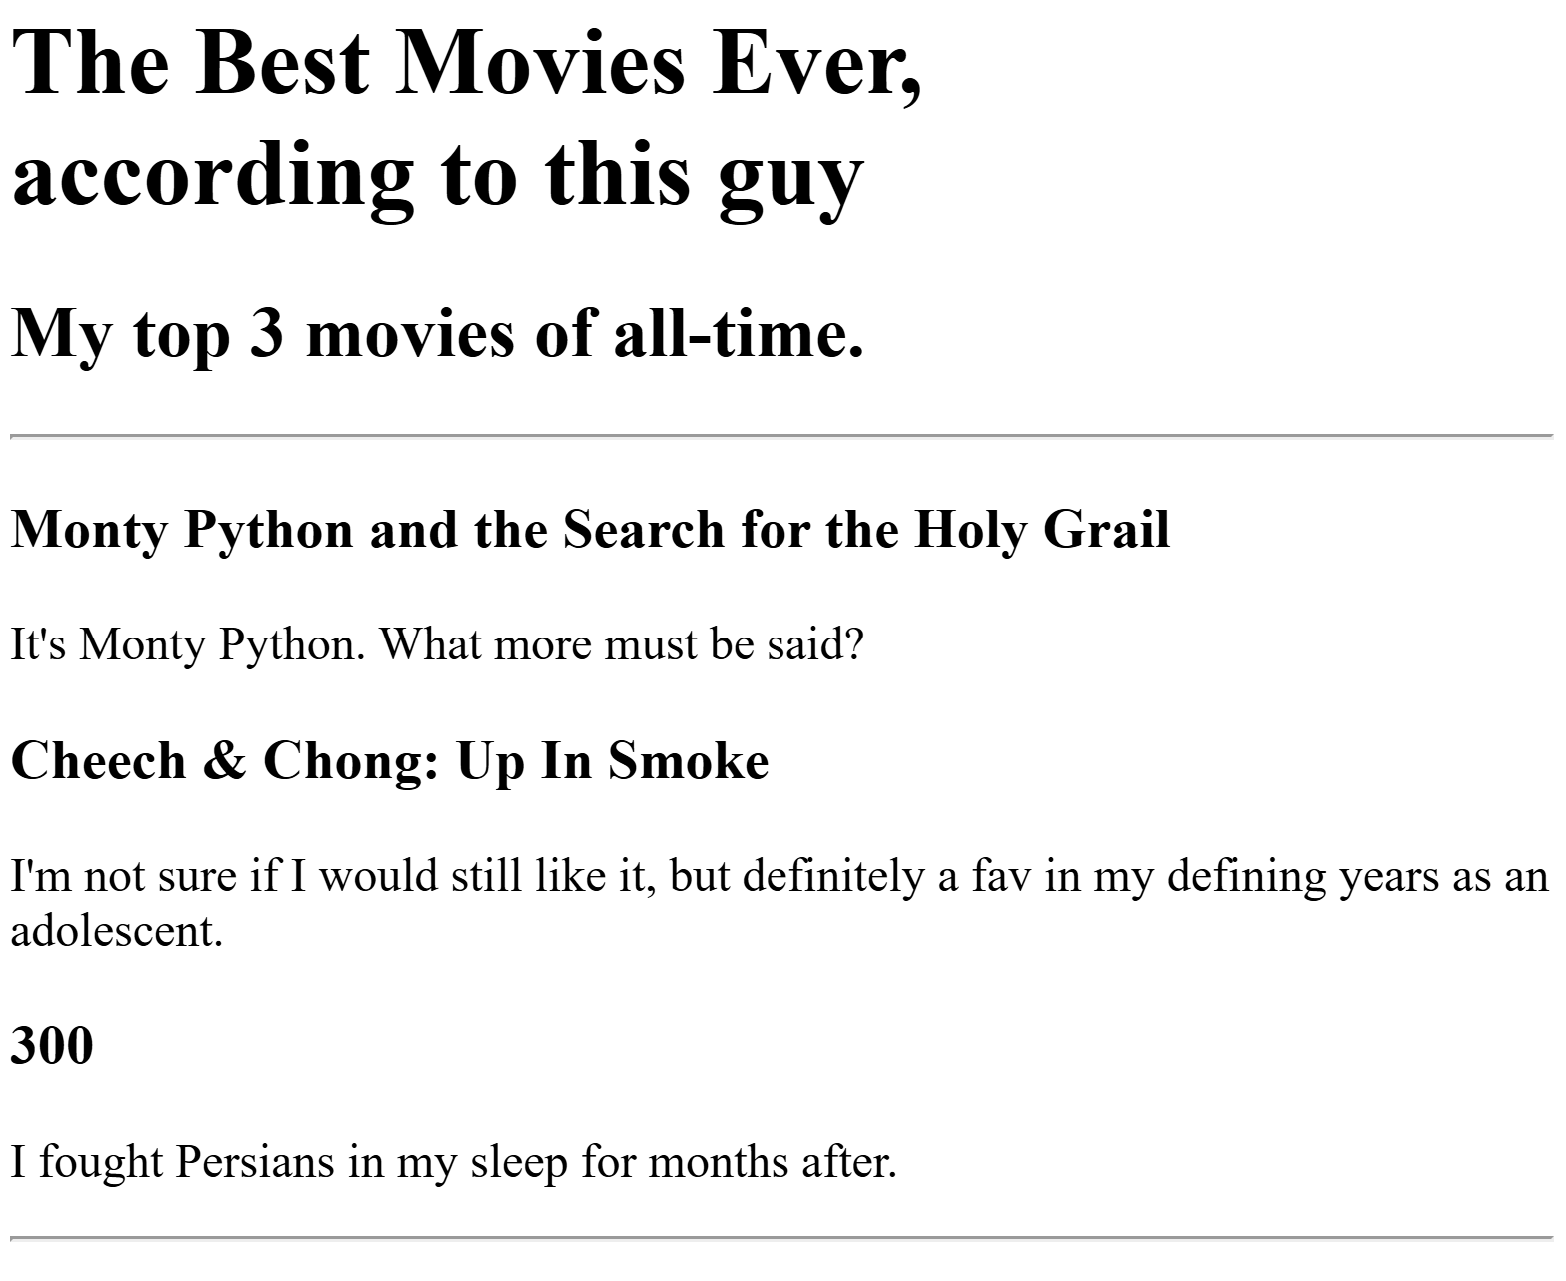 The Best Movies Ever,
according to this guy
My top 3 movies of all-time.
Monty Python and the Search for the Holy Grail
It's Monty Python. What more must be said?
Cheech & Chong: Up In Smoke
I'm not sure if I would still like it, but definitely a fav in my defining years as an
adolescent.
300
I fought Persians in my sleep for months after.